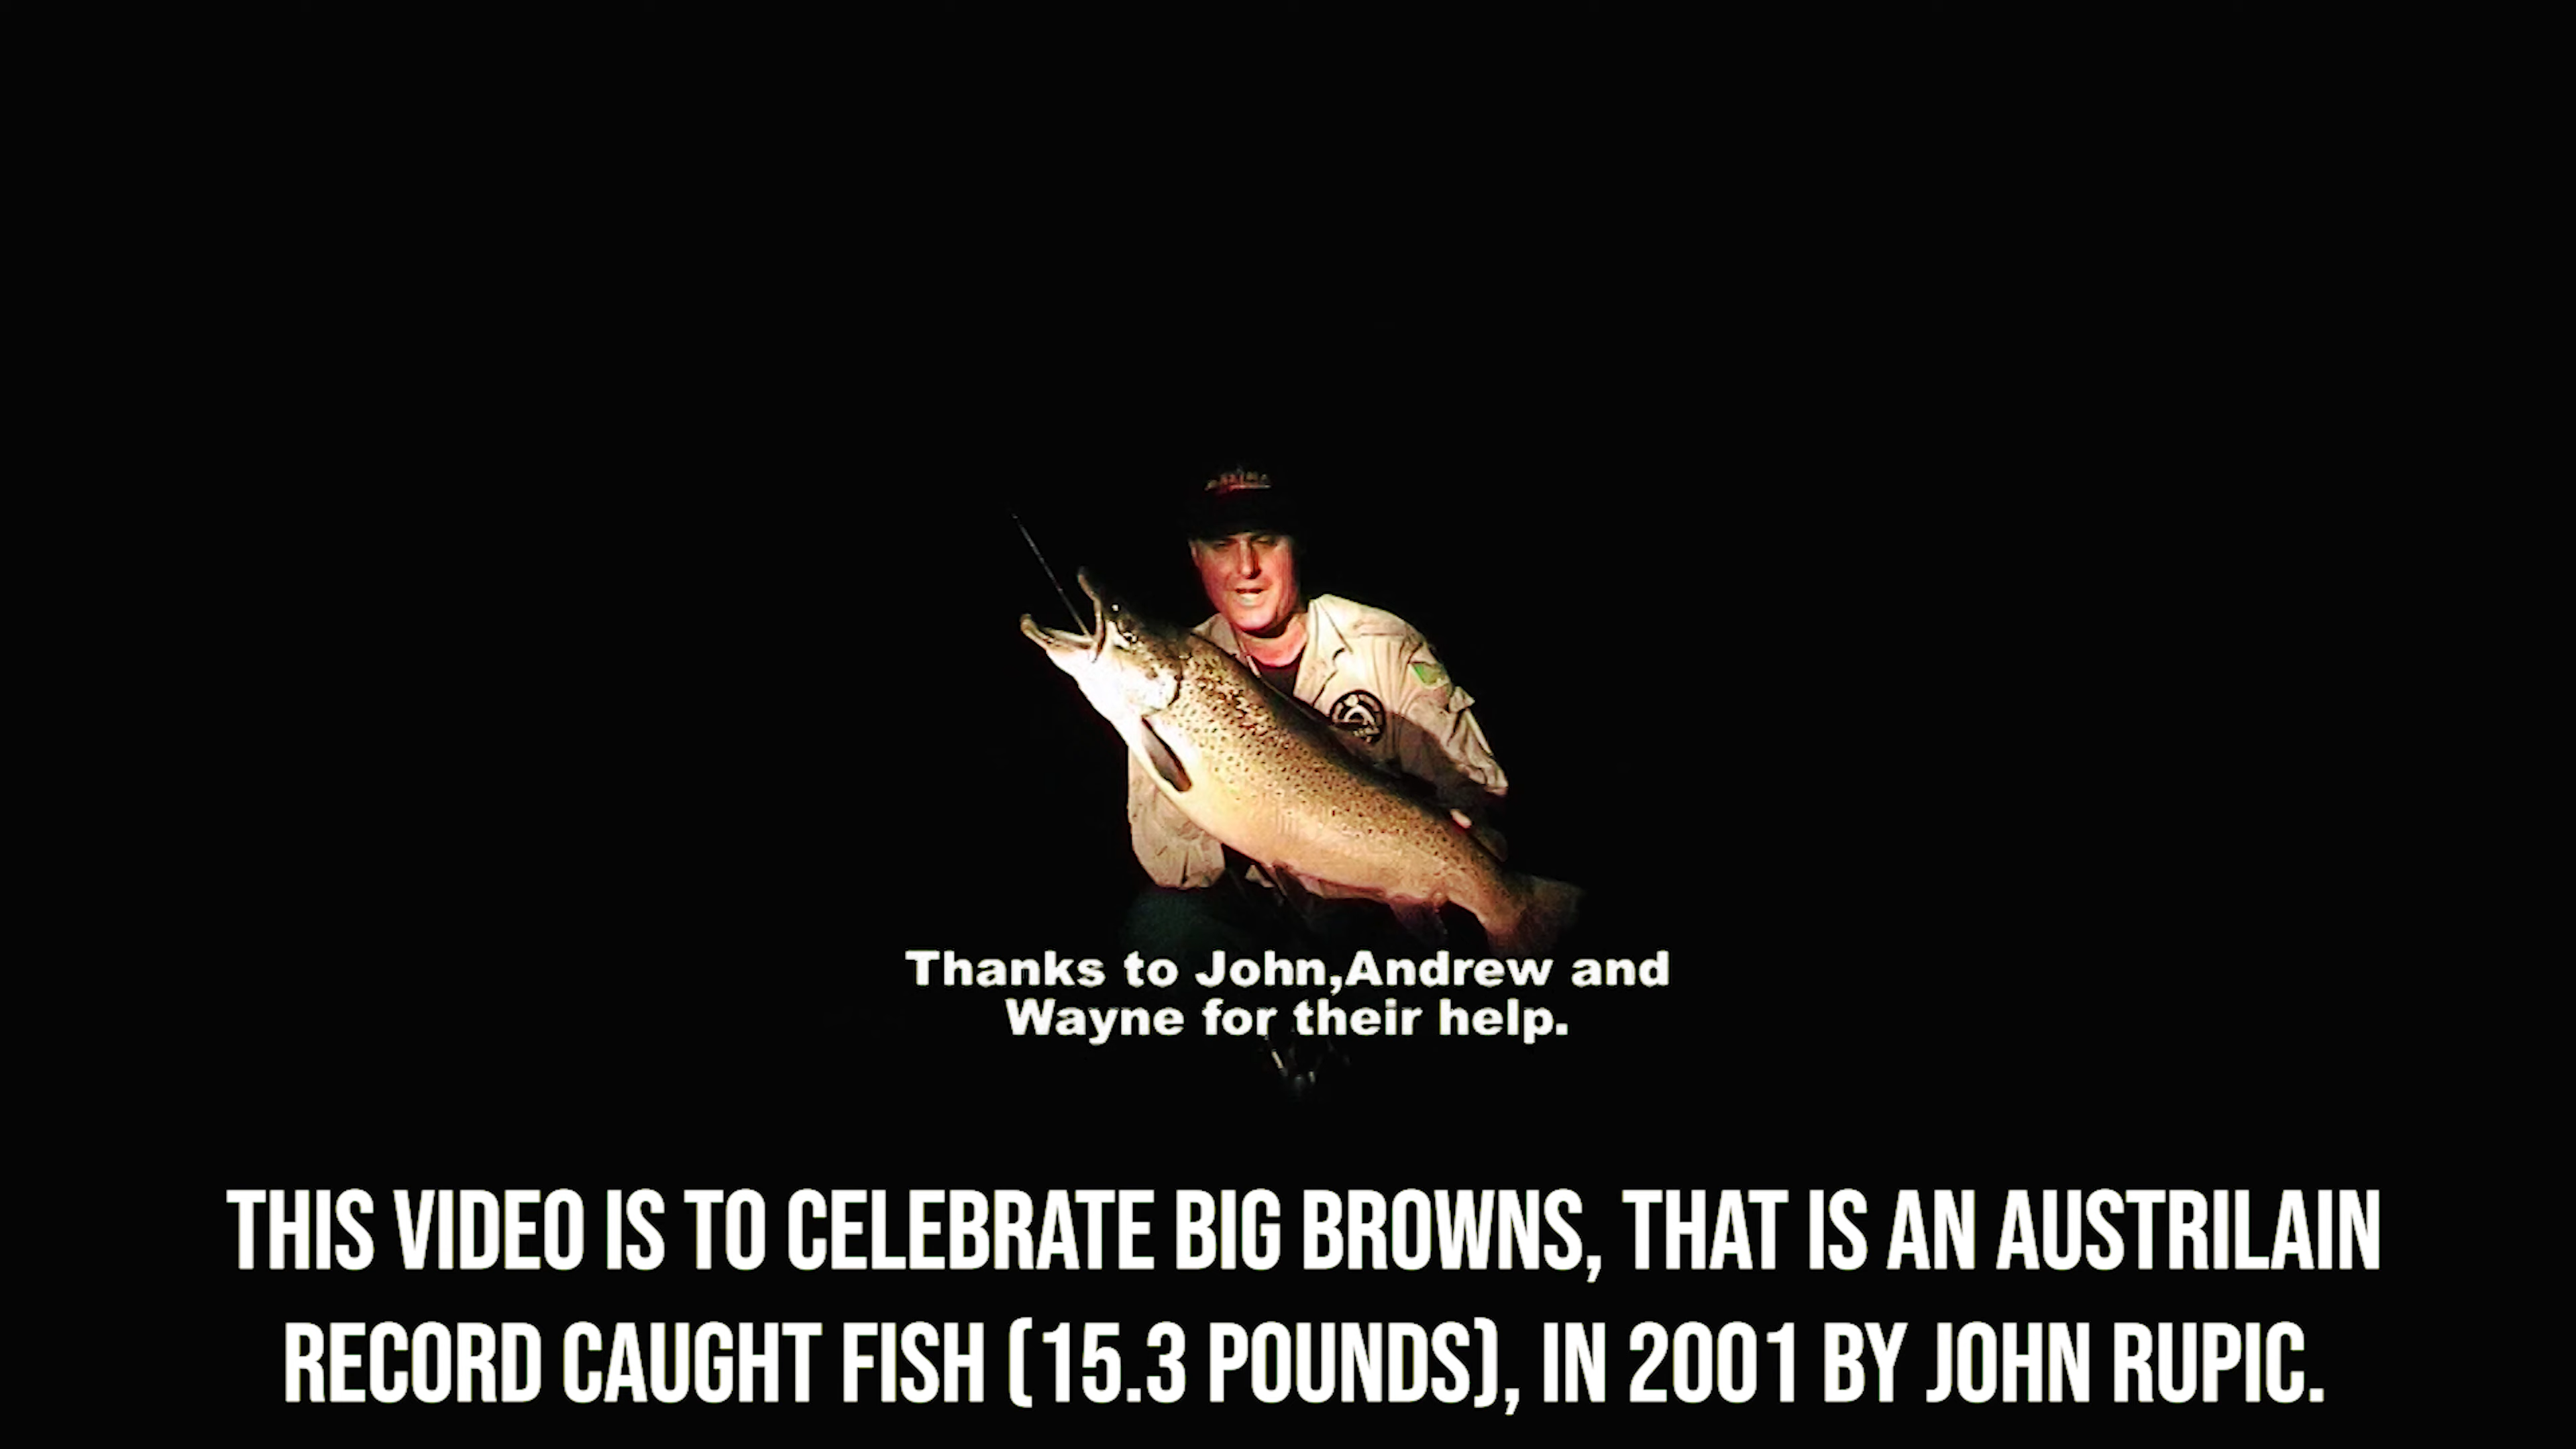 Thanks to John,Andrew and
Wayne for their help.
THIS VIDEO IS TO CELEBRATE BIG BROWNS, THAT IS AN AUSTRILAIN
RECORD CAUGHT FISH (15.3 POUNDS), IN 2001 BY JOHN RUPIC.